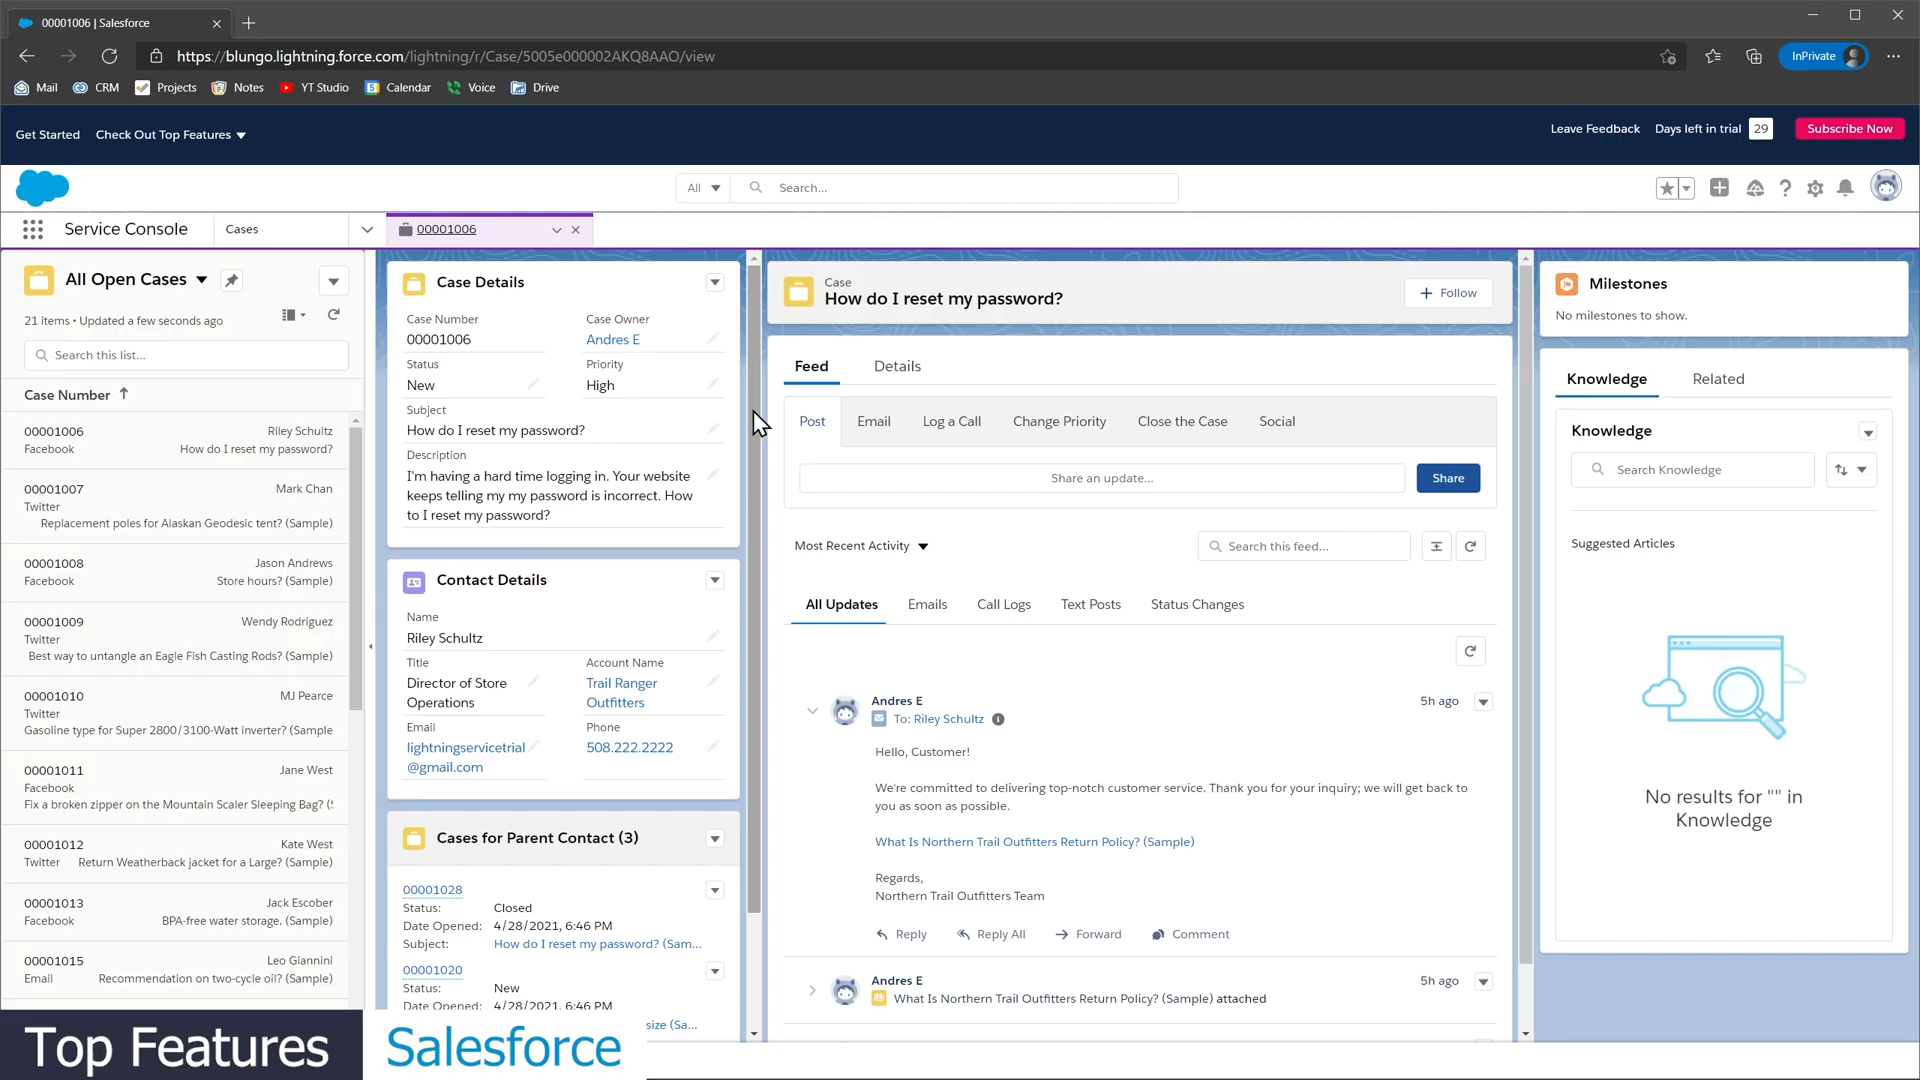 00001006 | Salesforce
https://blungo.lightning.force.com/lightning/r/Case/5005e000002AKQ8AAO/view
InPrivate
Mail CRM Projects Notes YT Studio Calendar Voice Drive
Get Started Check Out Top Features
Leave Feedback Days left in trial 29 Subscribe Now
All Search...
Service Console Cases 00001006
All Open Cases
21 items • Updated a few seconds ago
Search this list...
Case Number
00001006 Riley Schultz
Facebook How do I reset my password?
00001007 Mark Chan
Twitter
Replacement poles for Alaskan Geodesic tent? (Sample)
00001008 Jason Andrews
Facebook Store hours? (Sample)
00001009 Wendy Rodriguez
Twitter
Best way to untangle an Eagle Fish Casting Rods? (Sample)
00001010 MJ Pearce
Twitter
Gasoline type for Super 2800/3100-Watt inverter? (Sample
00001011 Jane West
Facebook
Fix a broken zipper on the Mountain Scaler Sleeping Bag? (
00001012 Kate West
Twitter Return Weatherback jacket for a Large? (Sample)
00001013 Jack Escober
Facebook BPA-free water storage. (Sample)
00001015 Leo Giannini
Email Recommendation on two-cycle oil? (Sample)
Case Details
Case Number Case Owner
00001006 Andres E
Status Priority
New High
Subject
How do I reset my password?
Description
I'm having a hard time logging in. Your website
keeps telling my my password is incorrect. How
to I reset my password?
Contact Details
Name
Riley Schultz
Title Account Name
Director of Store Trail Ranger
Operations Outfitters
Email Phone
lightningservicetrial 508.222.2222
@gmail.com
Cases for Parent Contact (3)
00001028
Status: Closed
Date Opened: 4/28/2021, 6:46 PM
Subject: How do I reset my password? (Sam...
00001020
Status: New
Date Opened: 4/28/2021, 6:46 PM
size (Sa...
Case
How do I reset my password?
Follow
Feed Details
Post Email Log a Call Change Priority Close the Case Social
Share an update... Share
Most Recent Activity Search this feed...
All Updates Emails Call Logs Text Posts Status Changes
Andres E 5h ago
To: Riley Schultz
Hello, Customer!
We're committed to delivering top-notch customer service. Thank you for your inquiry; we will get back to
you as soon as possible.
What Is Northern Trail Outfitters Return Policy? (Sample)
Regards,
Northern Trail Outfitters Team
Reply Reply All Forward Comment
Andres E 5h ago
What Is Northern Trail Outfitters Return Policy? (Sample) attached
Milestones
No milestones to show.
Knowledge Related
Knowledge
Search Knowledge
Suggested Articles
No results for "" in
Knowledge
Top Features Salesforce